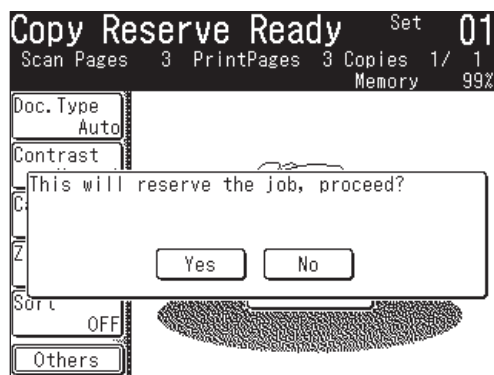 Copy Reserve Ready Set 01
Scan Pages 3 PrintPages 3 Copies 1/ 1
Memory 99%
Doc.Type
Auto
Contrast
This will reserve the job, proceed?
Yes No
Sort
OFF
Others